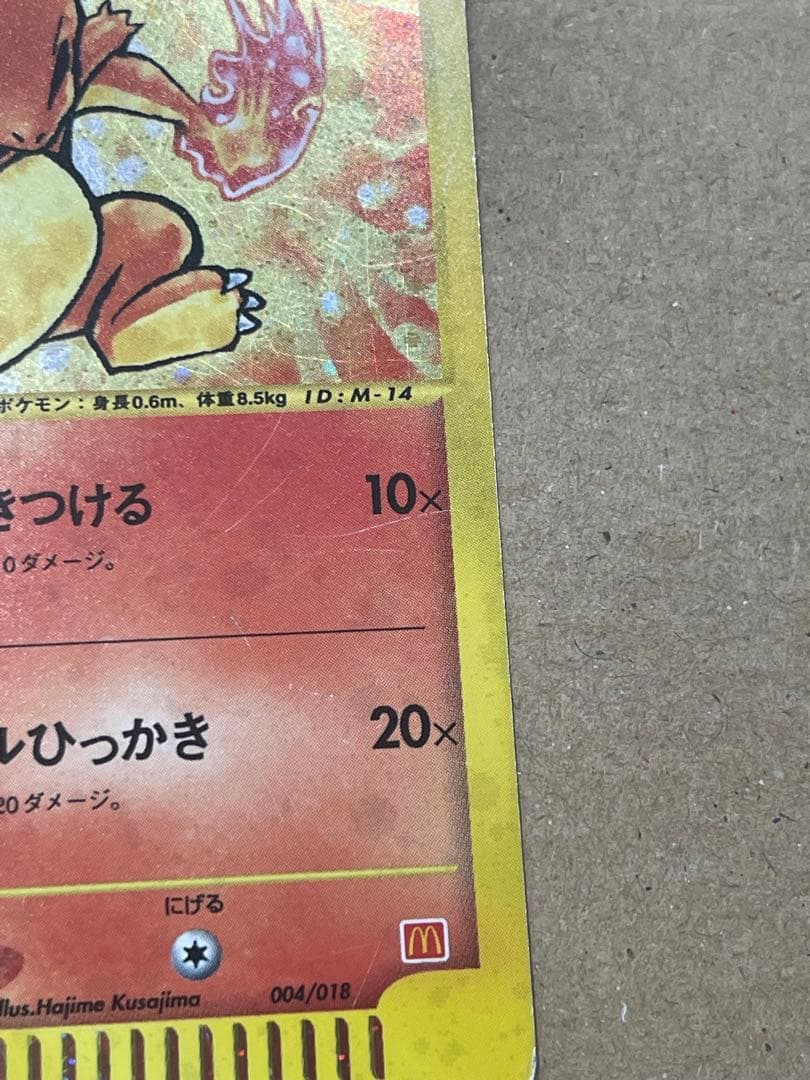 ポケモン：身長0.6m、体重8.5kg ID:M-14
きつける 10×
0ダメージ。
ルひっかき 20×
20ダメージ。
にげる
Illus.Hajime Kusajima 004/018